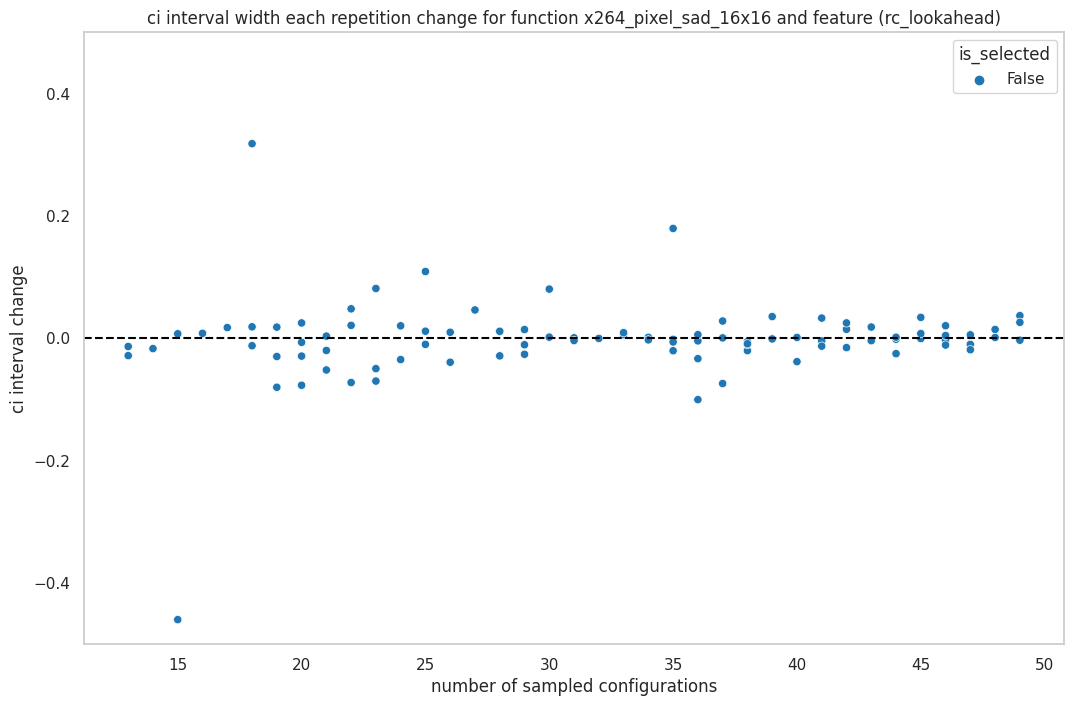 ci interval width each repetition change for function x264_pixel_sad_16x16 and feature (rc_lookahead)
is_selected
False
ci interval change
0.4
0.2
0.0
−0.2
−0.4
15 20 25 30 35 40 45 50
number of sampled configurations